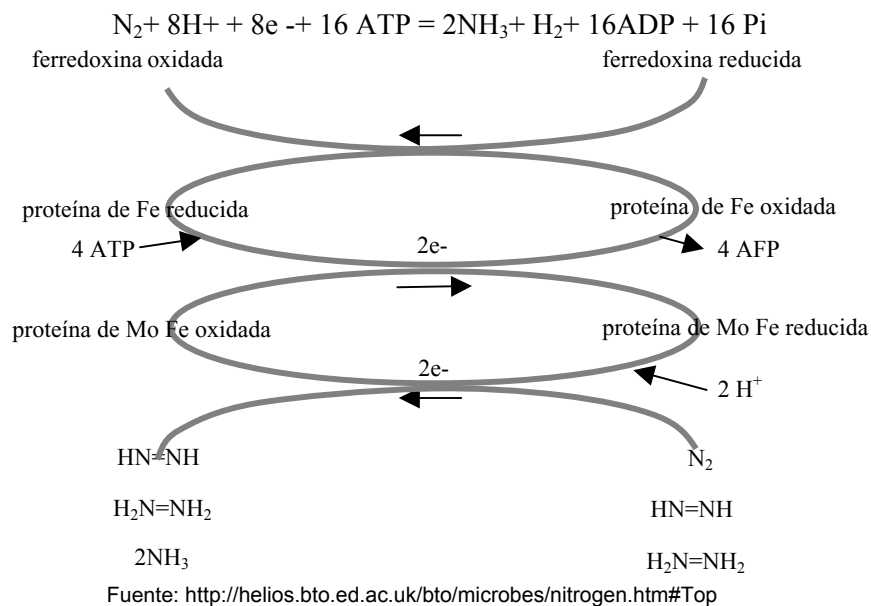 N₂+ 8H+ + 8e -+ 16 ATP = 2NH₃+ H₂+ 16ADP + 16 Pi
ferredoxina oxidada ferredoxina reducida
proteína de Fe reducida proteína de Fe oxidada
4 ATP 2e- 4 AFP
proteína de Mo Fe oxidada proteína de Mo Fe reducida
2e- 2 H⁺
HN=NH N₂
H₂N=NH₂ HN=NH
2NH₃ H₂N=NH₂
Fuente: http://helios.bto.ed.ac.uk/bto/microbes/nitrogen.htm#Top